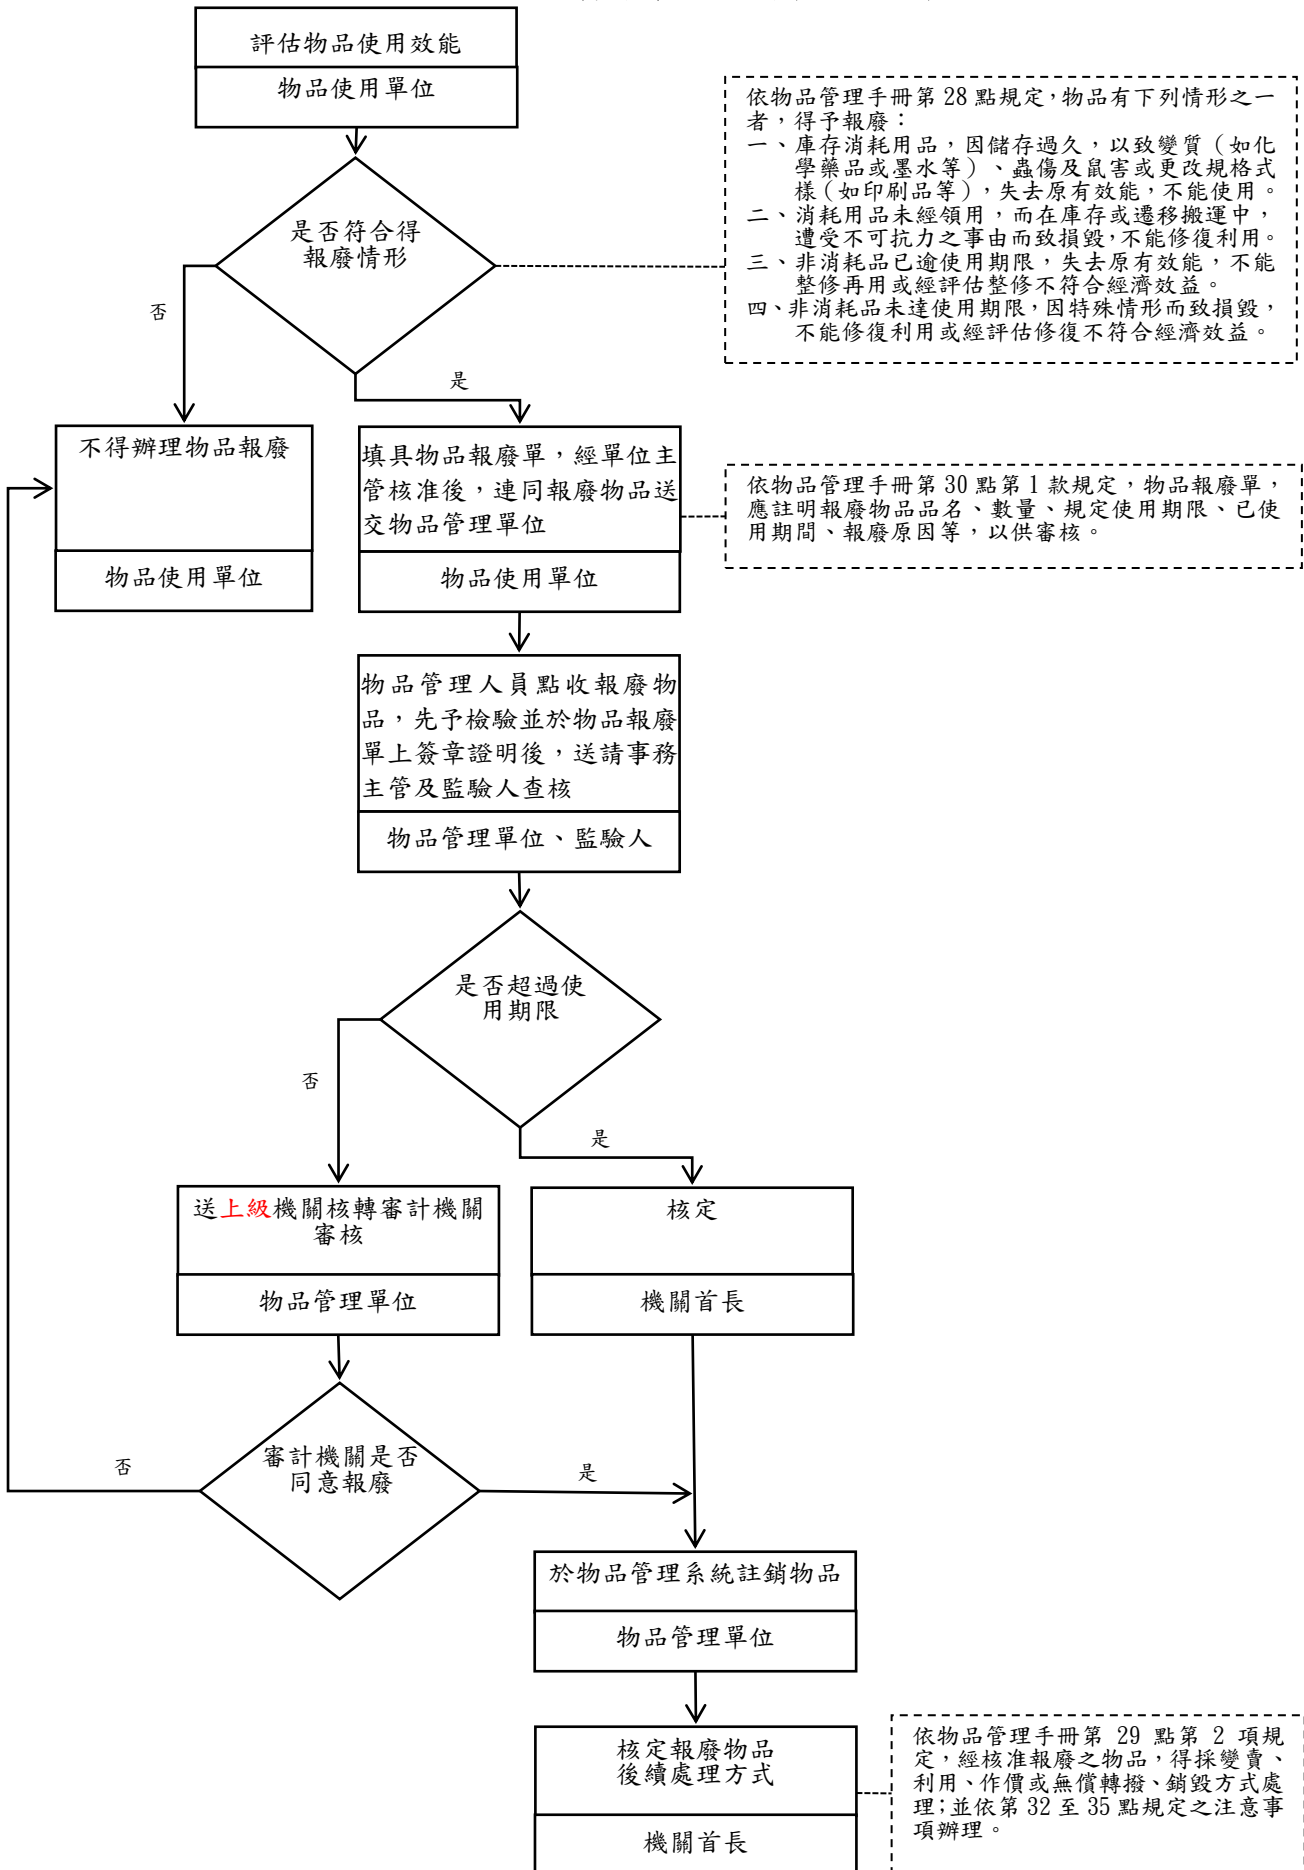 評估物品使用效能
物品使用單位
依物品管理手冊第 28 點規定，物品有下列情形之一
者，得予報廢：
一、庫存消耗用品，因儲存過久，以致變質（如化
學藥品或墨水等）、蟲傷及鼠害或更改規格式
樣（如印刷品等），失去原有效能，不能使用。
二、消耗用品未經領用，而在庫存或遷移搬運中，
遭受不可抗力之事由而致損毀，不能修復利用。
三、非消耗品已逾使用期限，失去原有效能，不能
整修再用或經評估整修不符合經濟效益。
四、非消耗品未達使用期限，因特殊情形而致損毀，
不能修復利用或經評估修復不符合經濟效益。
是否符合得
報廢情形
否
是
不得辦理物品報廢
物品使用單位
填具物品報廢單，經單位主
管核准後，連同報廢物品送
交物品管理單位
物品使用單位
依物品管理手冊第 30 點第 1 款規定，物品報廢單，
應註明報廢物品品名、數量、規定使用期限、已使
用期間、報廢原因等，以供審核。
物品管理人員點收報廢物
品，先予檢驗並於物品報廢
單上簽章證明後，送請事務
主管及監驗人查核
物品管理單位、監驗人
是否超過使
用期限
否
是
送上級機關核轉審計機關
審核
物品管理單位
核定
機關首長
審計機關是否
同意報廢
否
是
於物品管理系統註銷物品
物品管理單位
核定報廢物品
後續處理方式
機關首長
依物品管理手冊第 29 點第 2 項規
定，經核准報廢之物品，得採變賣、
利用、作價或無償轉撥、銷毀方式處
理；並依第 32 至 35 點規定之注意事
項辦理。